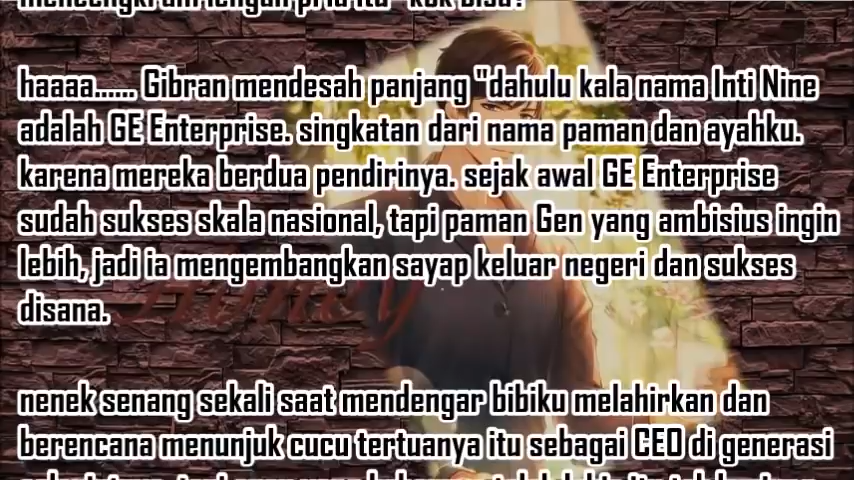 haaaa....... Gibran mendesah panjang "dahulu kala nama Inti Nine
adalah GE Enterprise. singkatan dari nama paman dan ayahku.
karena mereka berdua pendirinya. sejak awal GE Enterprise
sudah sukses skala nasional, tapi paman Gen yang ambisius ingin
lebih, jadi ia mengembangkan sayap keluar negeri dan sukses
disana.
Honey
nenek senang sekali saat mendengar bibiku melahirkan dan
berencana menunjuk cucu tertuanya itu sebagai CEO di generasi